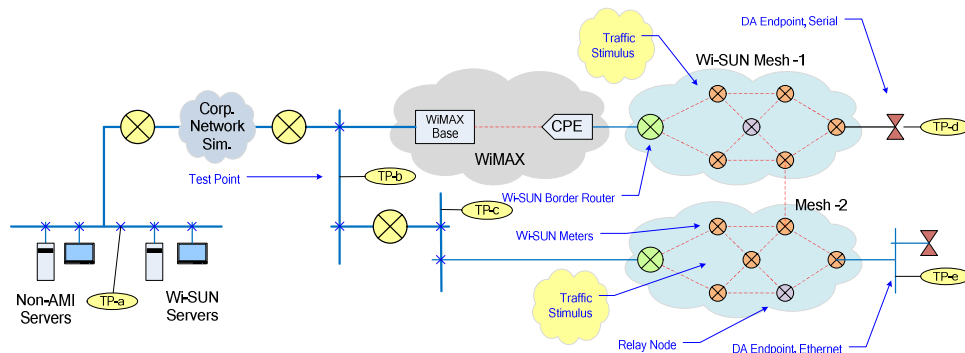 DA Endpoint, Serial
Traffic
Stimulus
Wi-SUN Mesh -1
Corp.
Network
Sim.
WiMAX
Base
CPE
WiMAX
TP-d
Test Point
TP-b
Wi-SUN Border Router
Mesh -2
TP-c
Wi-SUN Meters
Non-AMI
Servers
TP-a
Wi-SUN
Servers
Traffic
Stimulus
TP-e
Relay Node
DA Endpoint, Ethernet